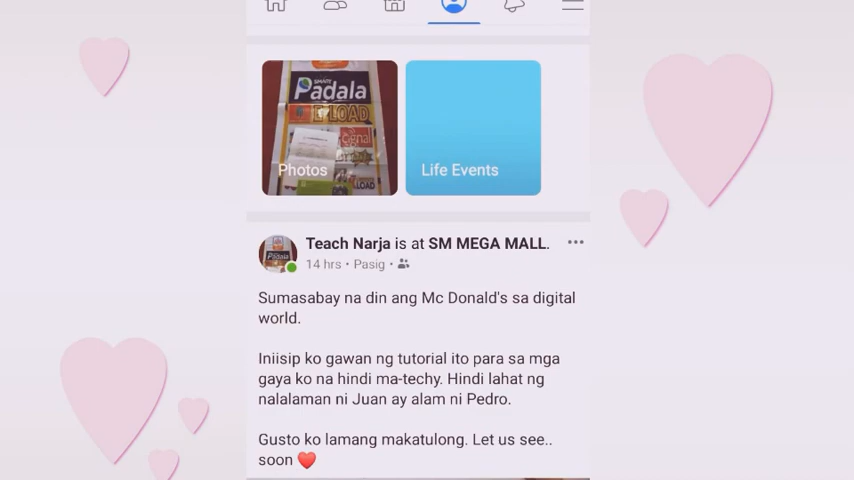 SMART
Padala
E-LOAD
Cignal
LOAD
Photos
Life Events
Teach Narja is at SM MEGA MALL.
14 hrs · Pasig ·
Sumasabay na din ang Mc Donald's sa digital
world.
Iniisip ko gawan ng tutorial ito para sa mga
gaya ko na hindi ma-techy. Hindi lahat ng
nalalaman ni Juan ay alam ni Pedro.
Gusto ko lamang makatulong. Let us see..
soon ❤️